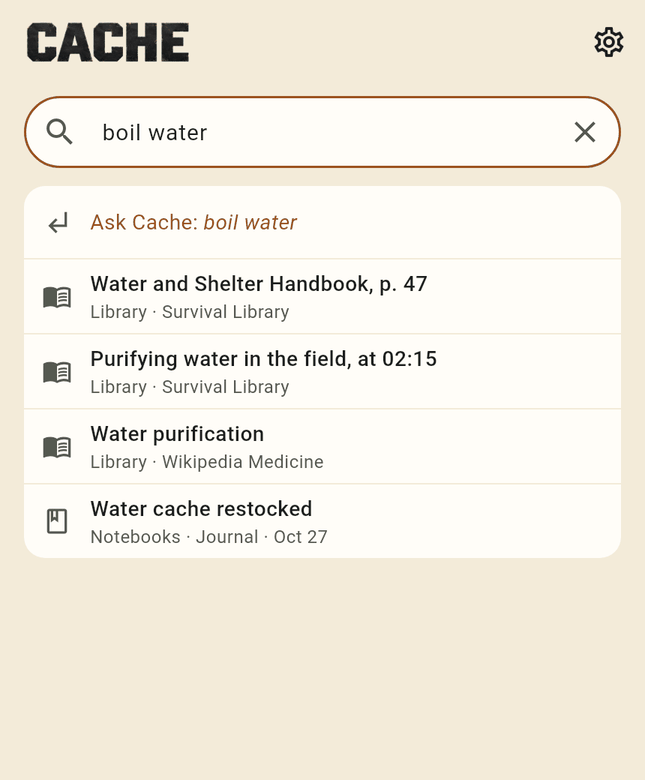 CACHE
boil water
Ask Cache: boil water
Water and Shelter Handbook, p. 47
Library · Survival Library
Purifying water in the field, at 02:15
Library · Survival Library
Water purification
Library · Wikipedia Medicine
Water cache restocked
Notebooks · Journal · Oct 27